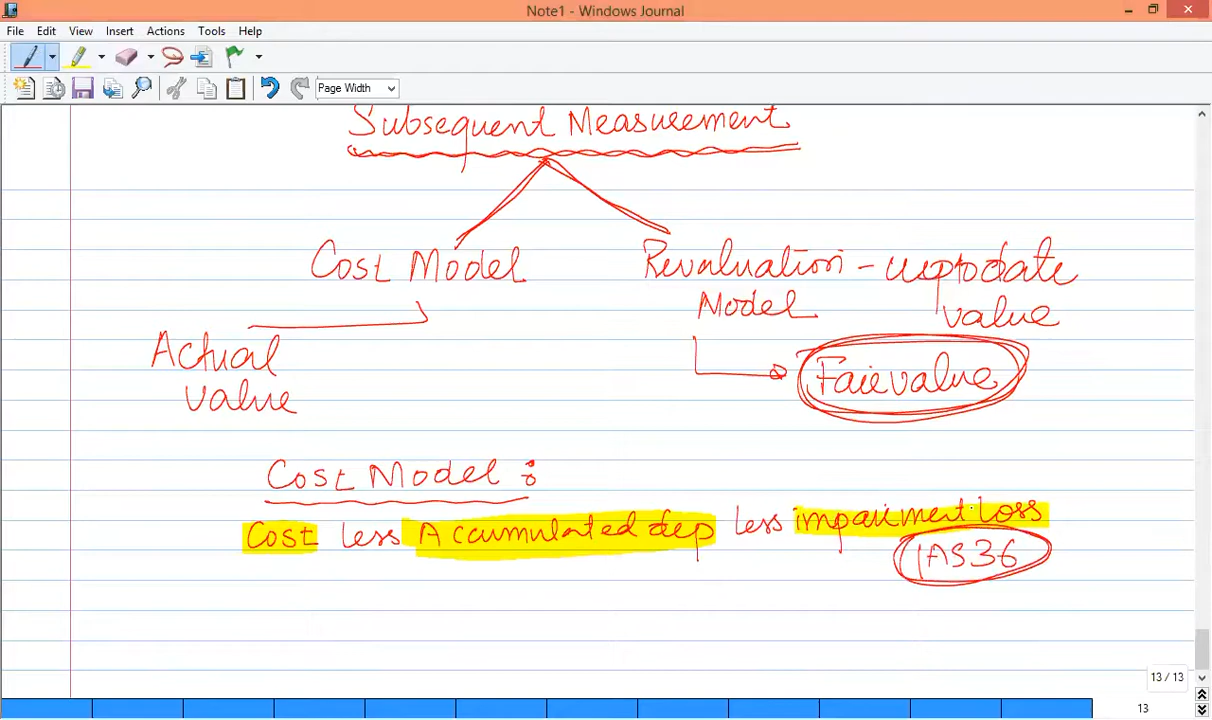 Note1 - Windows Journal
File Edit View Insert Actions Tools Help
Page Width
Subsequent Measurement
Cost Model
Revaluation - uptodate
Model value
Actual
value
Fairvalue
Cost Model :
Cost less Accumulated dep less impairment loss
IAS36
13 / 13
13